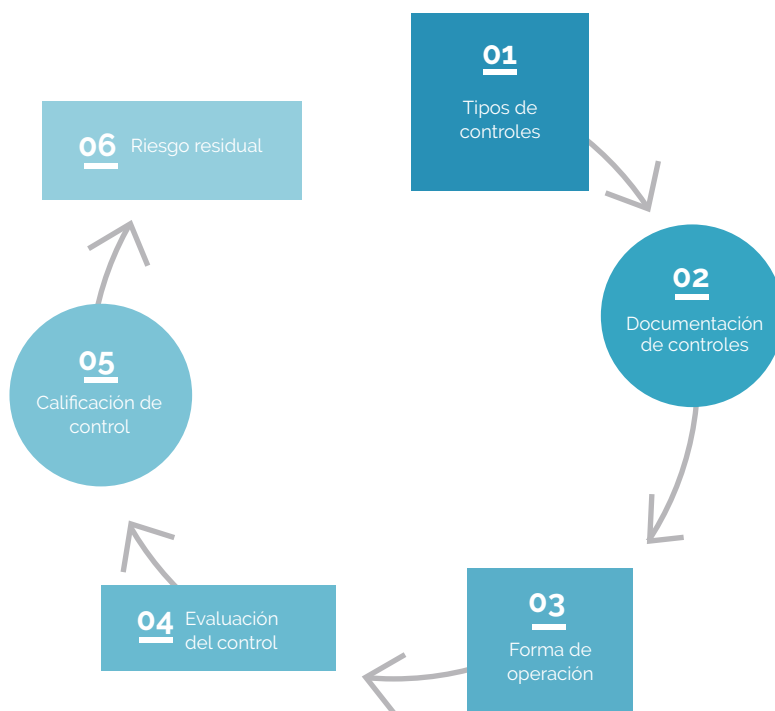 01
Tipos de
controles
02
Documentación
de controles
03
Forma de
operación
04
Evaluación
del control
05
Calificación de
control
06
Riesgo residual